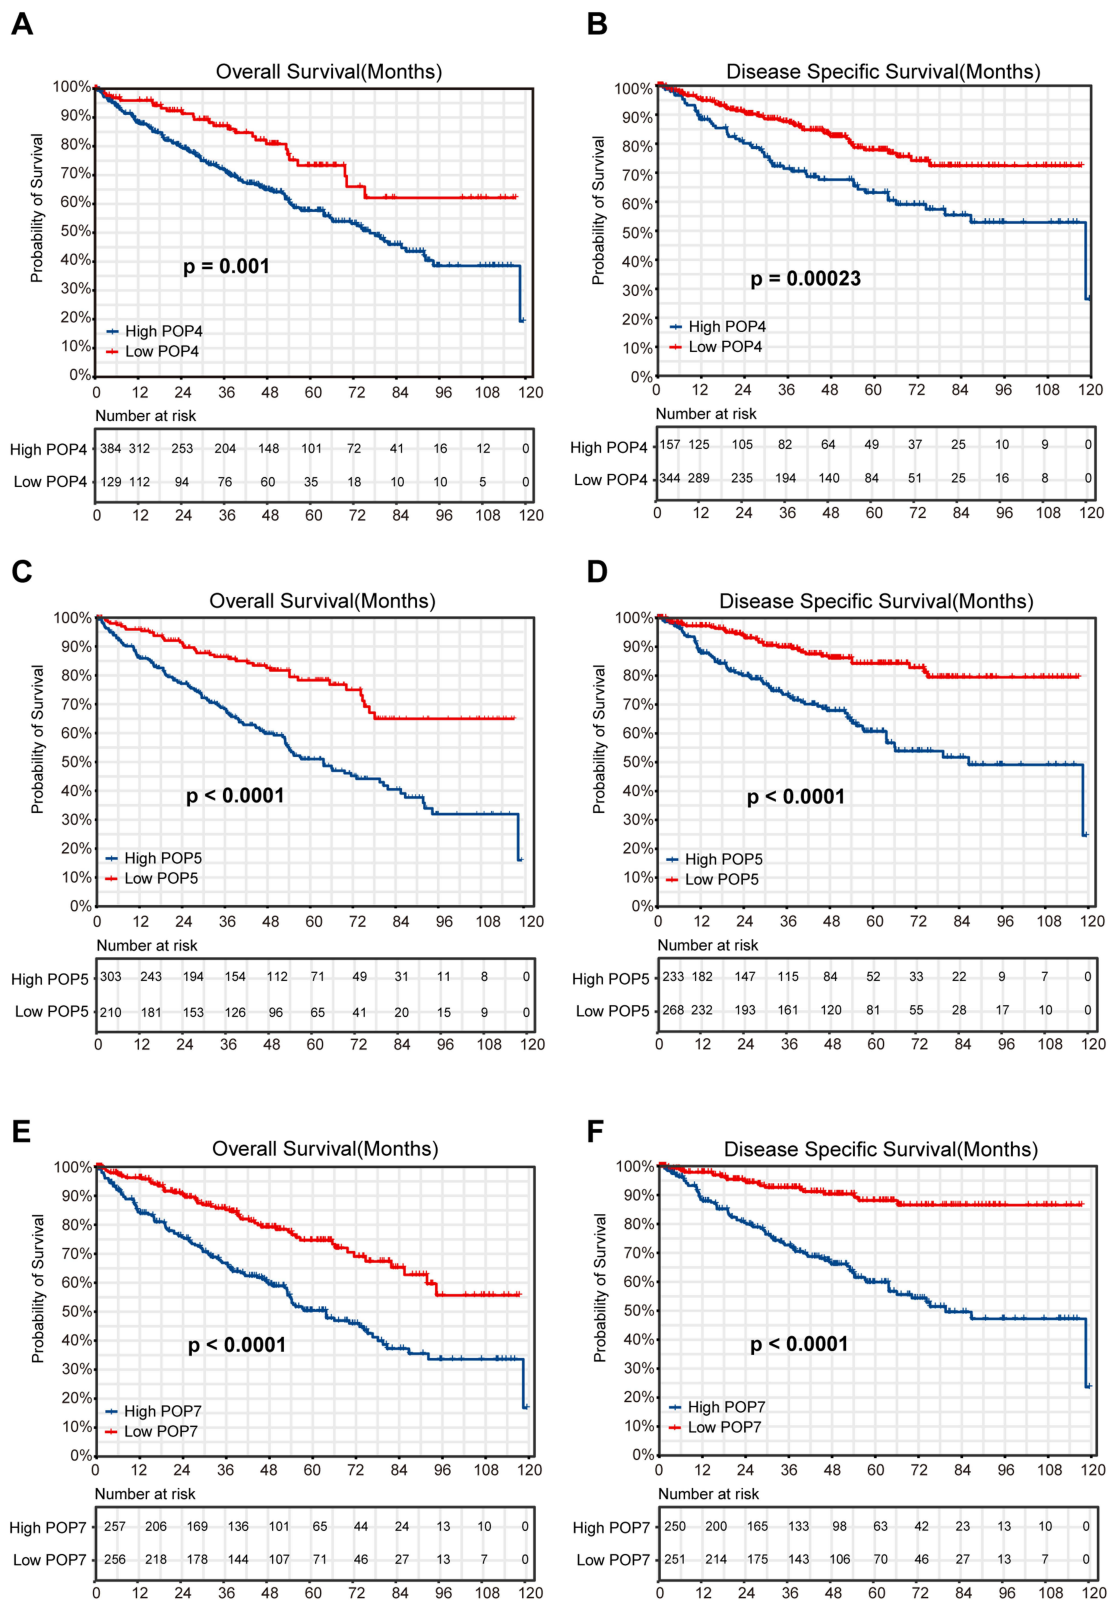 A
Overall Survival(Months)
100%
90%
80%
70%
60%
50%
40%
30%
20%
10%
0%
Probability of Survival
p = 0.001
High POP4
Low POP4
0 12 24 36 48 60 72 84 96 108 120
Number at risk
High POP4 384 312 253 204 148 101 72 41 16 12 0
Low POP4 129 112 94 76 60 35 18 10 10 5 0
0 12 24 36 48 60 72 84 96 108 120
B
Disease Specific Survival(Months)
100%
90%
80%
70%
60%
50%
40%
30%
20%
10%
0%
Probability of Survival
p = 0.00023
High POP4
Low POP4
0 12 24 36 48 60 72 84 96 108 120
Number at risk
High POP4 157 125 105 82 64 49 37 25 10 9 0
Low POP4 344 289 235 194 140 84 51 25 16 8 0
0 12 24 36 48 60 72 84 96 108 120
C
Overall Survival(Months)
100%
90%
80%
70%
60%
50%
40%
30%
20%
10%
0%
Probability of Survival
p < 0.0001
High POP5
Low POP5
0 12 24 36 48 60 72 84 96 108 120
Number at risk
High POP5 303 243 194 154 112 71 49 31 11 8 0
Low POP5 210 181 153 126 96 65 41 20 15 9 0
0 12 24 36 48 60 72 84 96 108 120
D
Disease Specific Survival(Months)
100%
90%
80%
70%
60%
50%
40%
30%
20%
10%
0%
Probability of Survival
p < 0.0001
High POP5
Low POP5
0 12 24 36 48 60 72 84 96 108 120
Number at risk
High POP5 233 182 147 115 84 52 33 22 9 7 0
Low POP5 268 232 193 161 120 81 55 28 17 10 0
0 12 24 36 48 60 72 84 96 108 120
E
Overall Survival(Months)
100%
90%
80%
70%
60%
50%
40%
30%
20%
10%
0%
Probability of Survival
p < 0.0001
High POP7
Low POP7
0 12 24 36 48 60 72 84 96 108 120
Number at risk
High POP7 257 206 169 136 101 65 44 24 13 10 0
Low POP7 256 218 178 144 107 71 46 27 13 7 0
0 12 24 36 48 60 72 84 96 108 120
F
Disease Specific Survival(Months)
100%
90%
80%
70%
60%
50%
40%
30%
20%
10%
0%
Probability of Survival
p < 0.0001
High POP7
Low POP7
0 12 24 36 48 60 72 84 96 108 120
Number at risk
High POP7 250 200 165 133 98 63 42 23 13 10 0
Low POP7 251 214 175 143 106 70 46 27 13 7 0
0 12 24 36 48 60 72 84 96 108 120